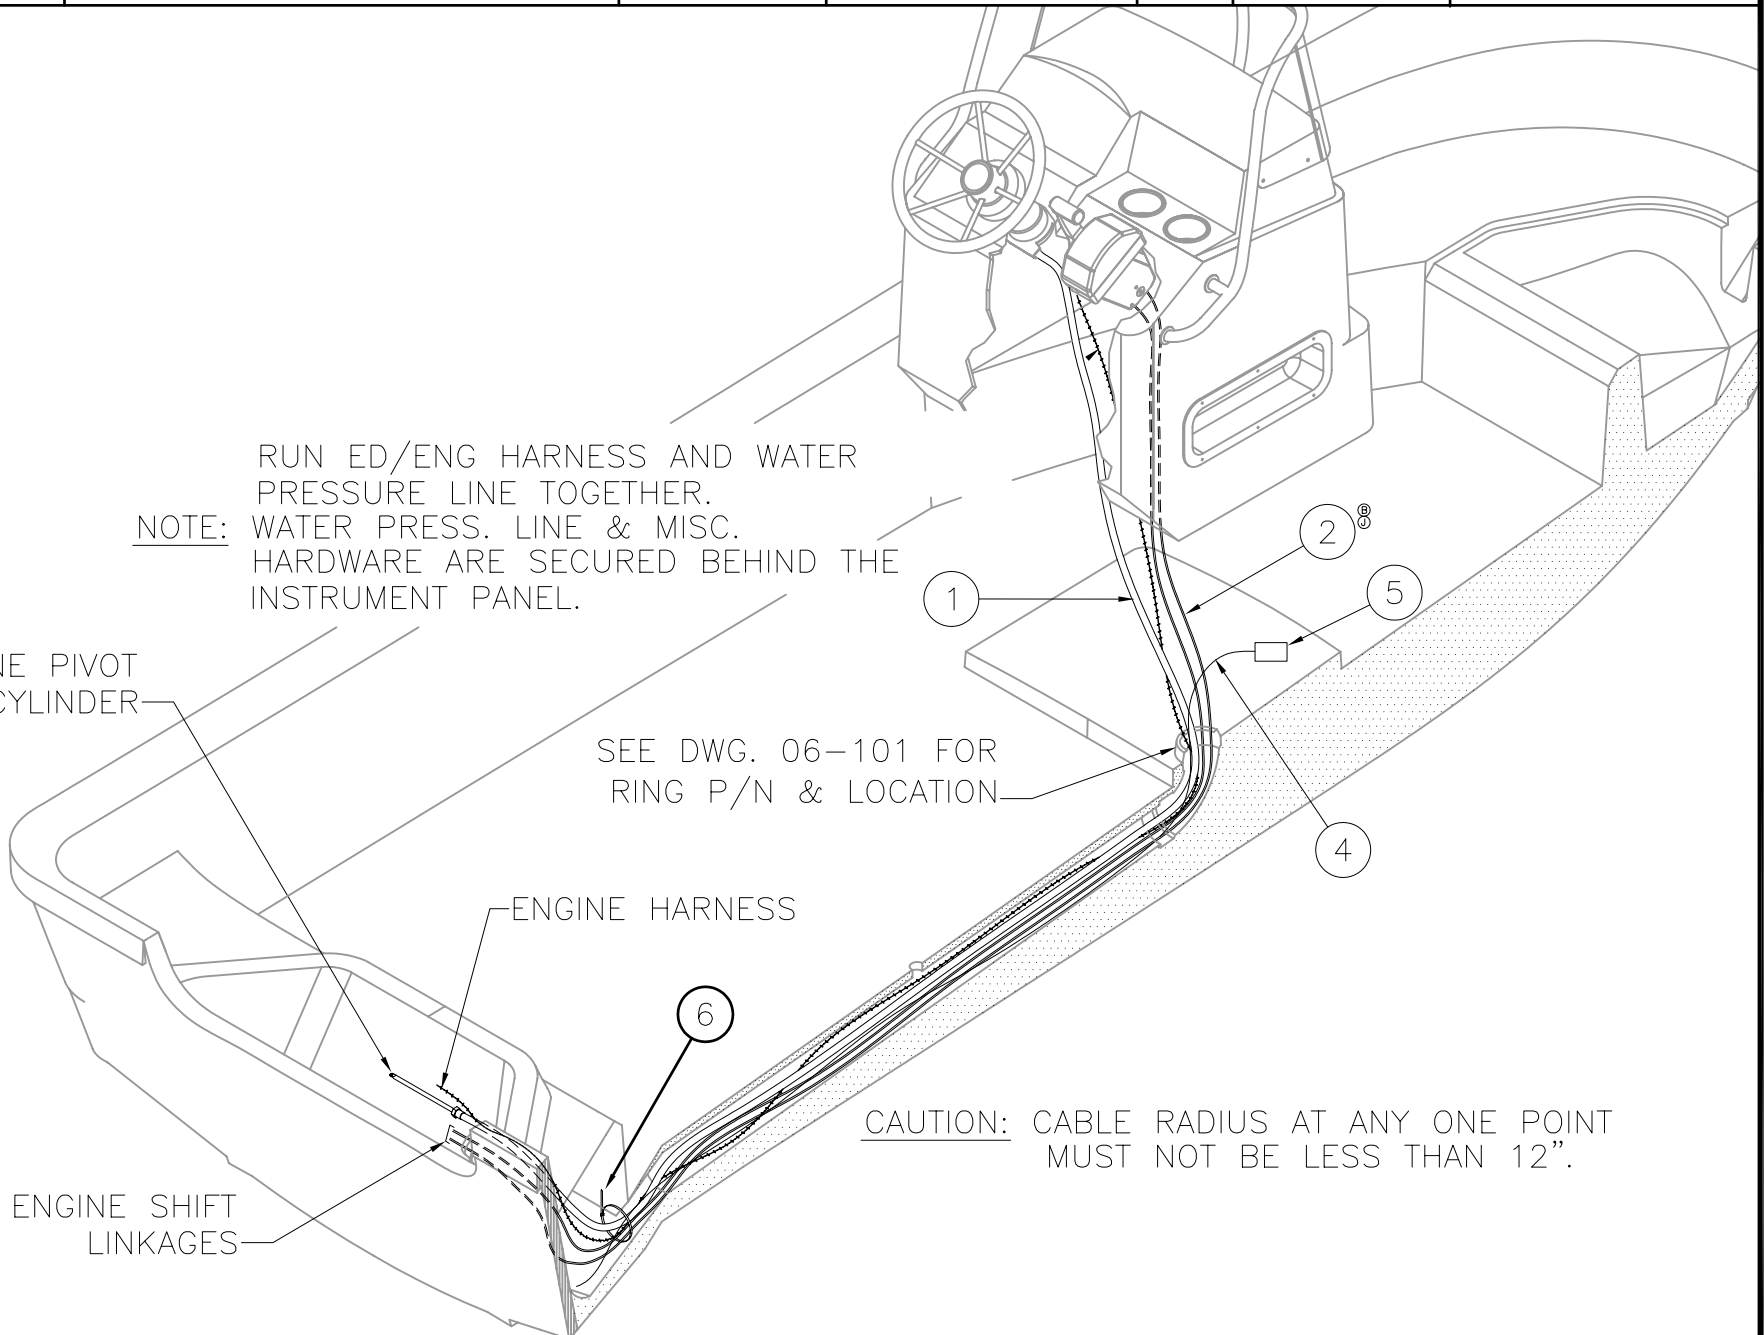 RUN ED/ENG HARNESS AND WATER
PRESSURE LINE TOGETHER.
NOTE: WATER PRESS. LINE & MISC.
HARDWARE ARE SECURED BEHIND THE
INSTRUMENT PANEL.
2
B
J
1
5
NE PIVOT
CYLINDER
SEE DWG. 06-101 FOR
RING P/N & LOCATION
4
ENGINE HARNESS
6
CAUTION: CABLE RADIUS AT ANY ONE POINT
MUST NOT BE LESS THAN 12”.
ENGINE SHIFT
LINKAGES